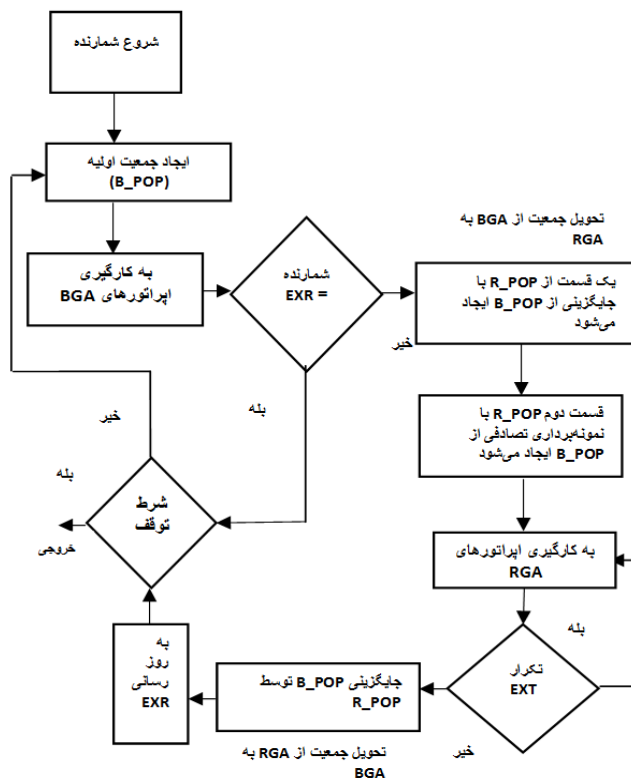 شروع شمارنده
ایجاد جمعیت اولیه
(B_POP)
به کارگیری
اپراتورهای BGA
شمارنده
= EXR
تحویل جمعیت از BGA به
RGA
یک قسمت از R_POP با
جایگزینی از B_POP ایجاد
می‌شود
خیر
بله
قسمت دوم R_POP با
نمونه‌برداری تصادفی از
B_POP ایجاد می‌شود
به کارگیری اپراتورهای
RGA
بله
تکرار
EXT
خیر
جایگزینی B_POP توسط
R_POP
تحویل جمعیت از RGA به
BGA
به
روز
رسانی
EXR
شرط
توقف
خیر
بله
خروجی